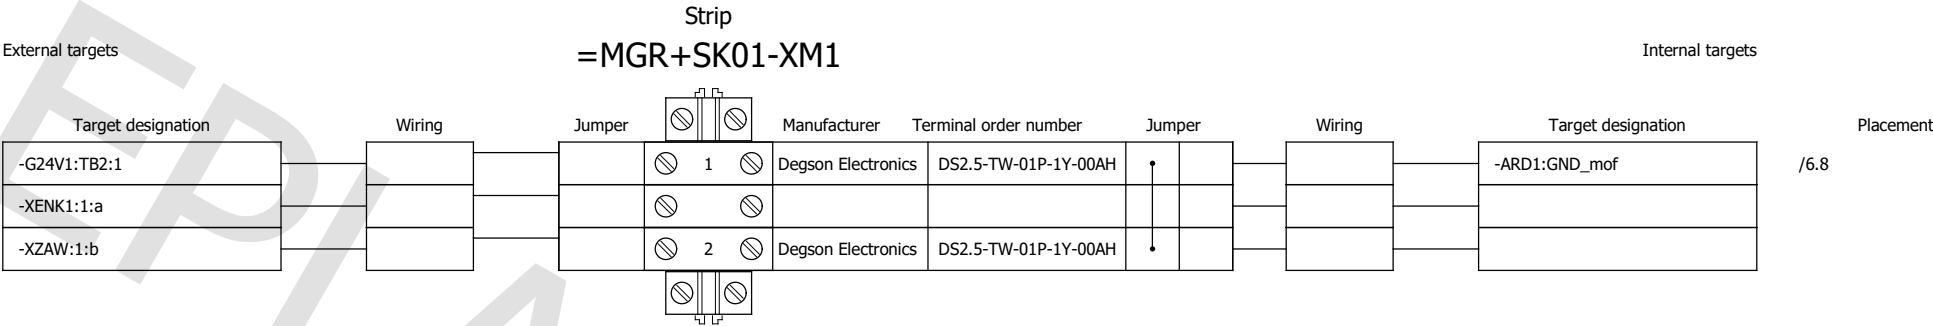 Strip
External targets
=MGR+SK01-XM1
Internal targets
Target designation Wiring Jumper Manufacturer Terminal order number Jumper Wiring Target designation Placement
-G24V1:TB2:1 1 Degson Electronics DS2.5-TW-01P-1Y-00AH -ARD1:GND_mof /6.8
-XENK1:1:a
-XZAW:1:b 2 Degson Electronics DS2.5-TW-01P-1Y-00AH